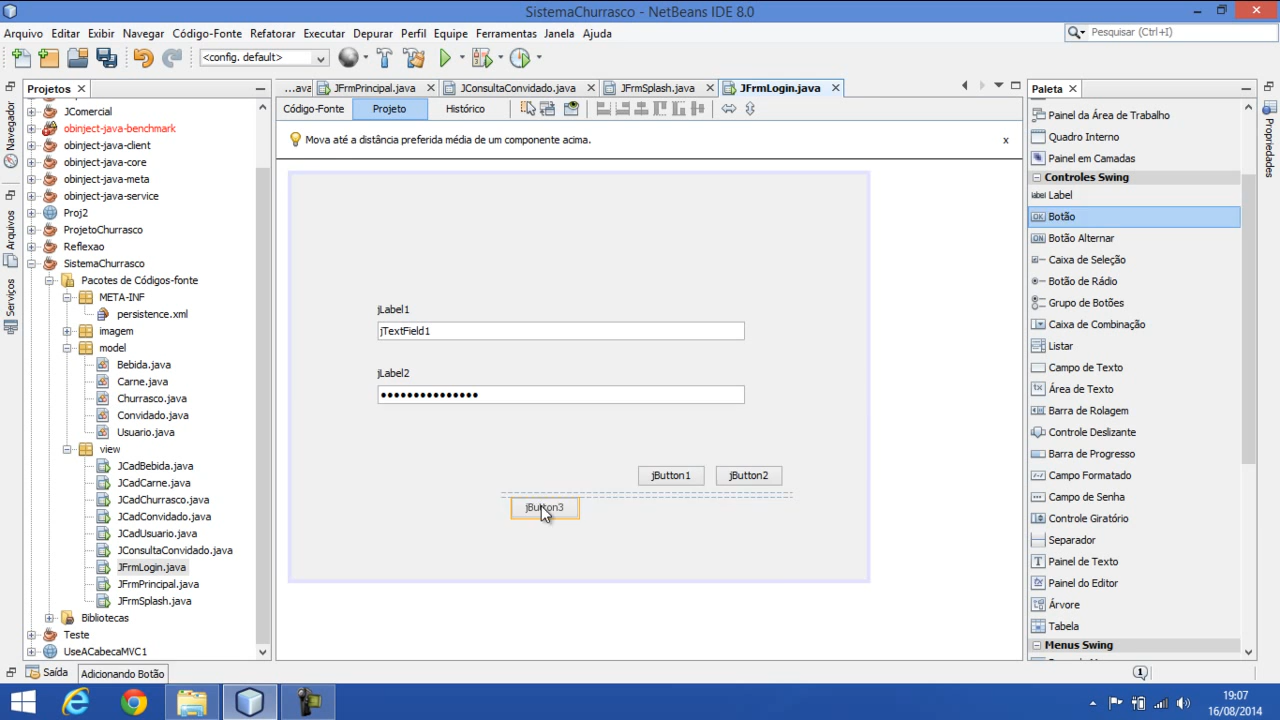 SistemaChurrasco - NetBeans IDE 8.0
Arquivo Editar Exibir Navegar Código-Fonte Refatorar Executar Depurar Perfil Equipe Ferramentas Janela Ajuda
Pesquisar (Ctrl+I)
<config. default>
Projetos
...ava JFrmPrincipal.java JConsultaConvidado.java JFrmSplash.java JFrmLogin.java
Paleta
Código-Fonte Projeto Histórico
Mova até a distância preferida média de um componente acima.
x
Navegador
Arquivos
Serviços
JComercial
obinject-java-benchmark
obinject-java-client
obinject-java-core
obinject-java-meta
obinject-java-service
Proj2
ProjetoChurrasco
Reflexao
SistemaChurrasco
Pacotes de Códigos-fonte
META-INF
persistence.xml
imagem
model
Bebida.java
Carne.java
Churrasco.java
Convidado.java
Usuario.java
view
JCadBebida.java
JCadCarne.java
JCadChurrasco.java
JCadConvidado.java
JCadUsuario.java
JConsultaConvidado.java
JFrmLogin.java
JFrmPrincipal.java
JFrmSplash.java
Bibliotecas
Teste
UseACabecaMVC1
jLabel1
jTextField1
jLabel2
jButton1 jButton2
jButton3
Painel da Área de Trabalho
Quadro Interno
Painel em Camadas
Controles Swing
label Label
OK Botão
ON Botão Alternar
Caixa de Seleção
Botão de Rádio
Grupo de Botões
Caixa de Combinação
Listar
Campo de Texto
Área de Texto
Barra de Rolagem
Controle Deslizante
Barra de Progresso
Campo Formatado
Campo de Senha
Controle Giratório
Separador
Painel de Texto
Painel do Editor
Árvore
Tabela
Menus Swing
Propriedades
Saída
Adicionando Botão
1
19:07
16/08/2014